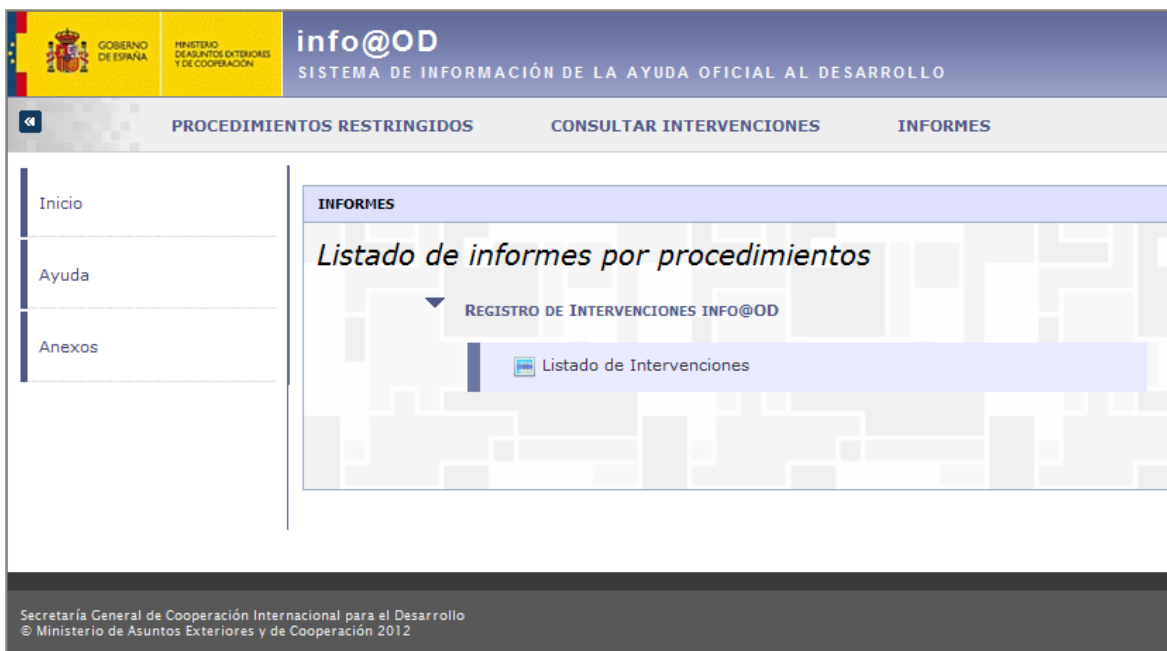 GOBIERNO
DE ESPAÑA
MINISTERIO
DE ASUNTOS EXTERIORES
Y DE COOPERACIÓN
info@OD
SISTEMA DE INFORMACIÓN DE LA AYUDA OFICIAL AL DESARROLLO
PROCEDIMIENTOS RESTRINGIDOS CONSULTAR INTERVENCIONES INFORMES
Inicio
Ayuda
Anexos
INFORMES
Listado de informes por procedimientos
REGISTRO DE INTERVENCIONES INFO@OD
Listado de Intervenciones
Secretaría General de Cooperación Internacional para el Desarrollo
© Ministerio de Asuntos Exteriores y de Cooperación 2012